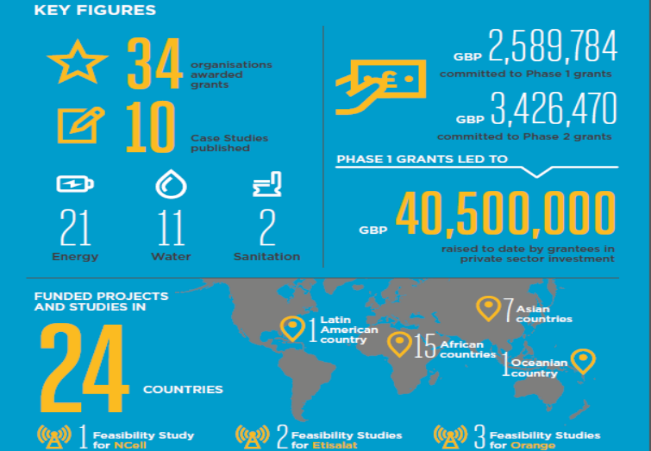 KEY FIGURES
34 organisations
awarded
grants
10 Case Studies
published
21
Energy
11
Water
2
Sanitation
GBP 2,589,784
committed to Phase 1 grants
GBP 3,426,470
committed to Phase 2 grants
PHASE 1 GRANTS LED TO
GBP 40,500,000
raised to date by grantees in
private sector investment
FUNDED PROJECTS
AND STUDIES IN
24 COUNTRIES
1 Latin
American
country
15 African
countries
7 Asian
countries
1 Oceanian
country
1 Feasibility Study
for NCell
2 Feasibility Studies
for Etisalat
3 Feasibility Studies
for Orange